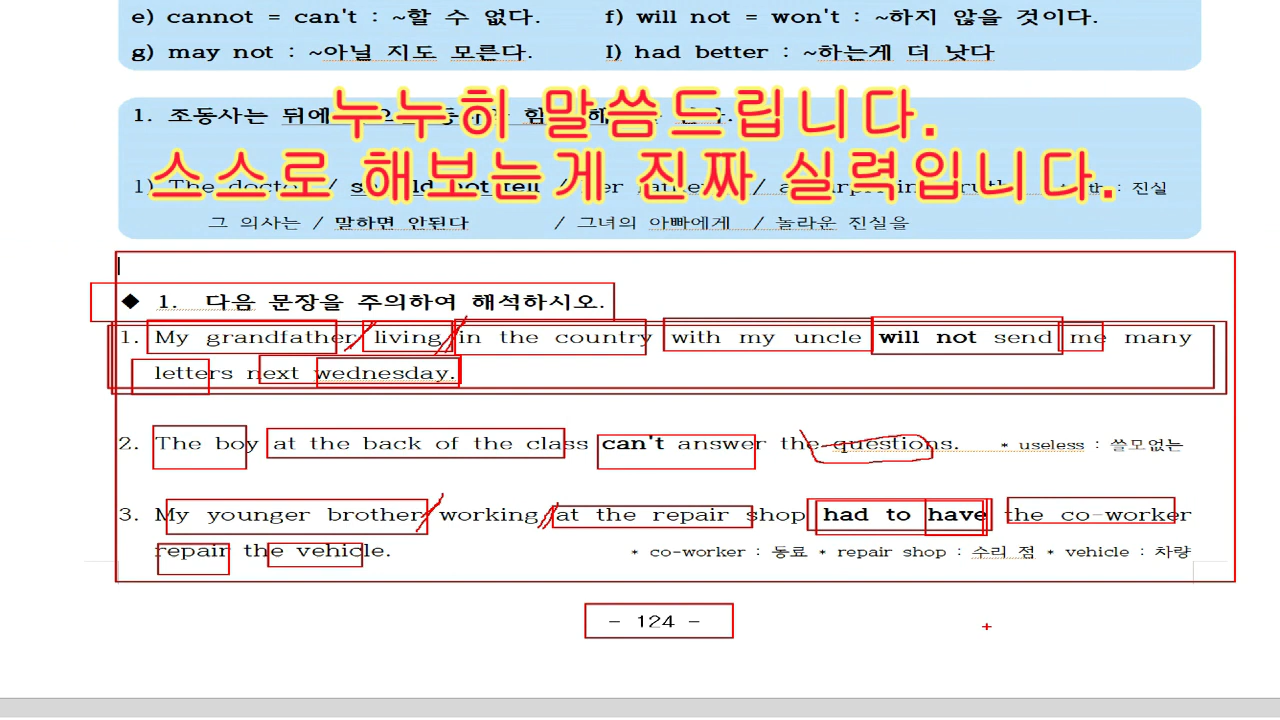 e) cannot = can't : ~할 수 없다. f) will not = won't : ~하지 않을 것이다.
g) may not : ~아닐 지도 모른다. I) had better : ~하는게 더 낫다
1. 조동사는 뒤에
누누히 말씀드립니다.
스스로 해보는게 진짜 실력입니다.
: 진실
그 의사는 / 말하면 안된다 / 그녀의 아빠에게 / 놀라운 진실을
◆ 1. 다음 문장을 주의하여 해석하시오.
1. My grandfather living in the country with my uncle will not send me many
letters next wednesday.
2. The boy at the back of the class can't answer the questions. * useless : 쓸모없는
3. My younger brother working at the repair shop had to have the co-worker
repair the vehicle. * co-worker : 동료 * repair shop : 수리 점 * vehicle : 차량
- 124 -